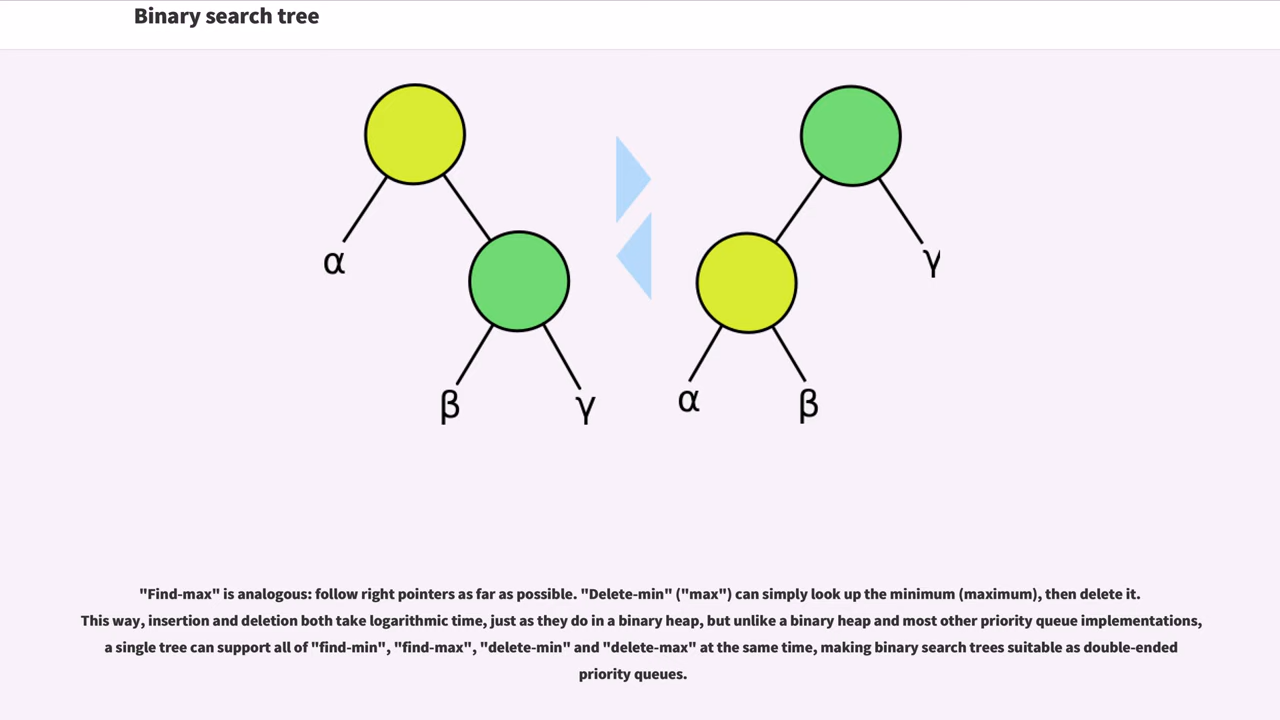 Binary search tree
α
γ
β
γ
α
β
"Find-max" is analogous: follow right pointers as far as possible. "Delete-min" ("max") can simply look up the minimum (maximum), then delete it.
This way, insertion and deletion both take logarithmic time, just as they do in a binary heap, but unlike a binary heap and most other priority queue implementations,
a single tree can support all of "find-min", "find-max", "delete-min" and "delete-max" at the same time, making binary search trees suitable as double-ended
priority queues.